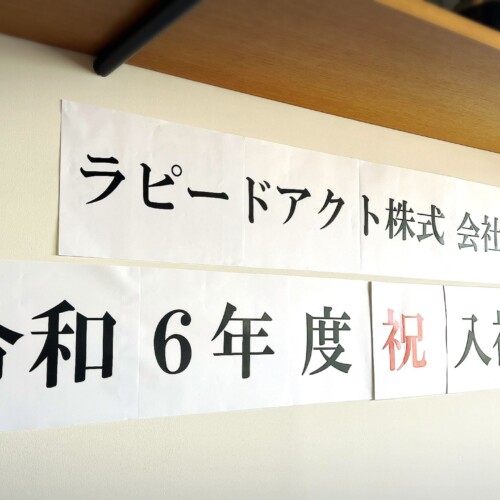 ラピードアクト株式会社
令和6年度 祝 入